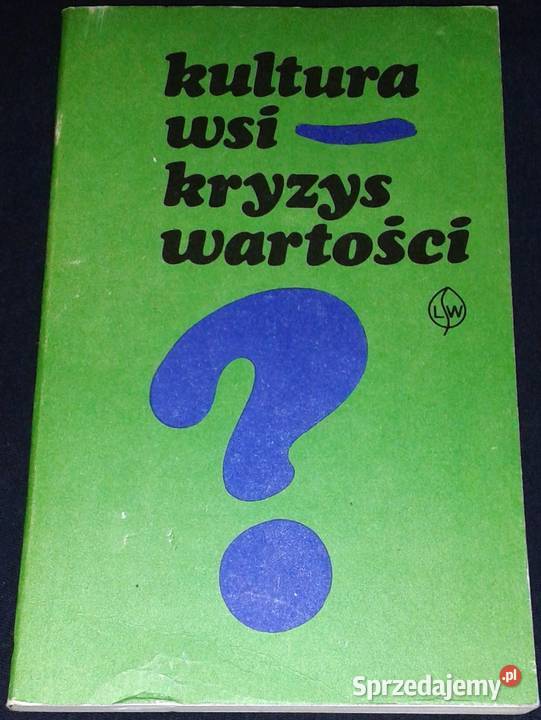 kultura
wsi –
kryzys
wartości
LSW
?
Sprzedajemy.pl